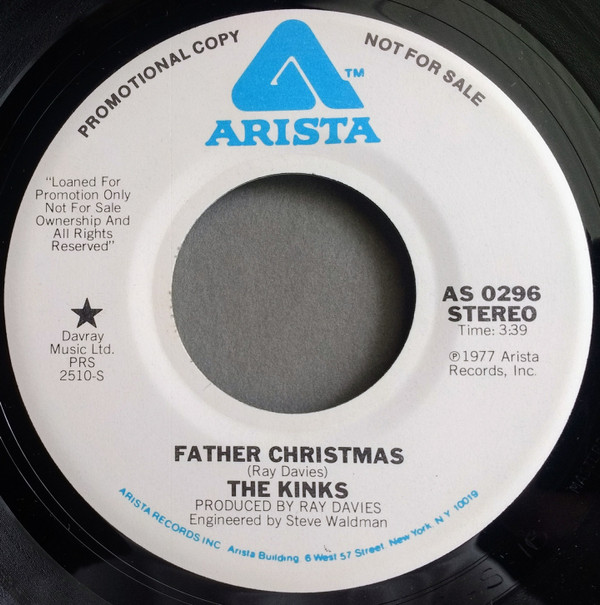 PROMOTIONAL COPY
NOT FOR SALE
TM
ARISTA
"Loaned For
Promotion Only
Not For Sale
Ownership And
All Rights
Reserved"
★
Davray
Music Ltd.
PRS
2510-S
AS 0296
STEREO
Time: 3:39
℗1977 Arista
Records, Inc.
FATHER CHRISTMAS
(Ray Davies)
THE KINKS
PRODUCED BY RAY DAVIES
Engineered by Steve Waldman
ARISTA RECORDS INC Arista Building 6 West 57 Street New York NY 10019